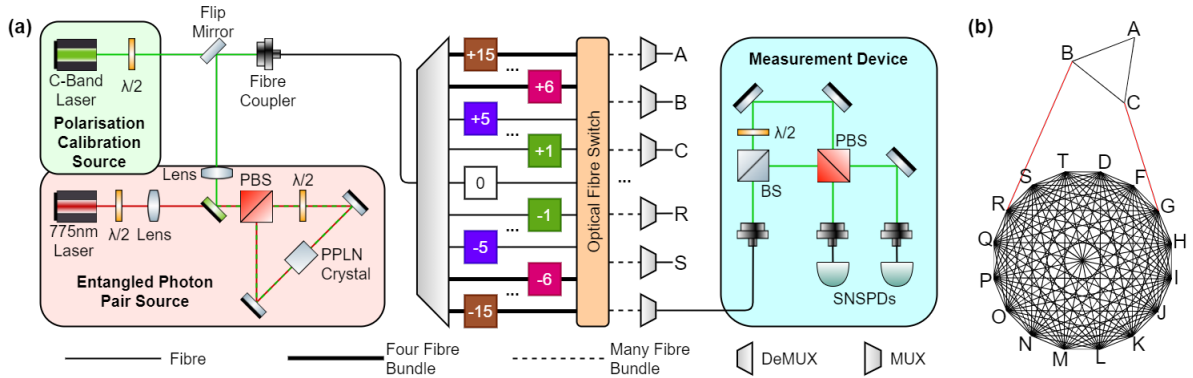 (a)
C-Band
Laser
λ/2
Flip
Mirror
Fibre
Coupler
Polarisation
Calibration
Source
Lens
PBS
λ/2
775nm
Laser
λ/2
Lens
PPLN
Crystal
Entangled Photon
Pair Source
+15
...
+6
+5
...
+1
0
-1
...
-5
-6
...
-15
Optical Fibre Switch
A
B
C
...
R
S
Measurement Device
λ/2
PBS
BS
SNSPDs
Fibre
Four Fibre
Bundle
Many Fibre
Bundle
DeMUX
MUX
(b)
A
B
C
T
D
S
F
R
G
Q
H
P
I
O
J
N
K
M
L